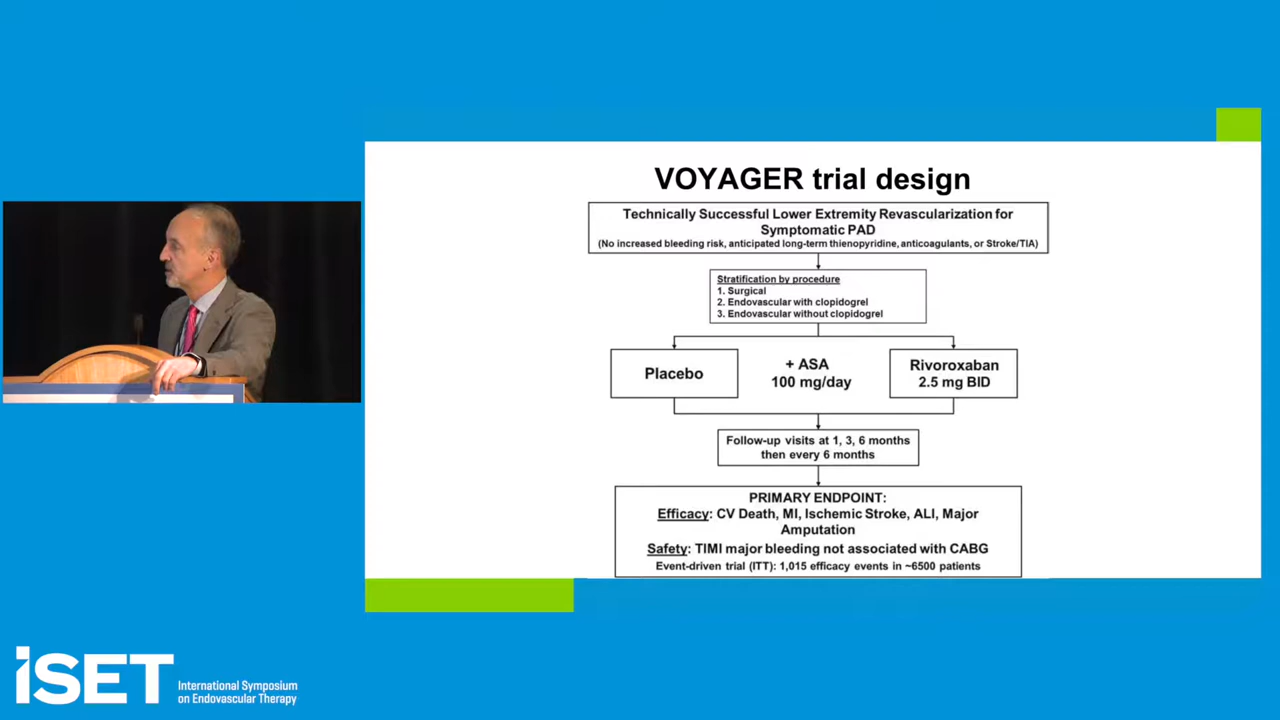 VOYAGER trial design
Technically Successful Lower Extremity Revascularization for
Symptomatic PAD
(No increased bleeding risk, anticipated long-term thienopyridine, anticoagulants, or Stroke/TIA)
Stratification by procedure
1. Surgical
2. Endovascular with clopidogrel
3. Endovascular without clopidogrel
Placebo
+ ASA
100 mg/day
Rivoroxaban
2.5 mg BID
Follow-up visits at 1, 3, 6 months
then every 6 months
PRIMARY ENDPOINT:
Efficacy: CV Death, MI, Ischemic Stroke, ALI, Major
Amputation
Safety: TIMI major bleeding not associated with CABG
Event-driven trial (ITT): 1,015 efficacy events in ~6500 patients
iSET
International Symposium
on Endovascular Therapy